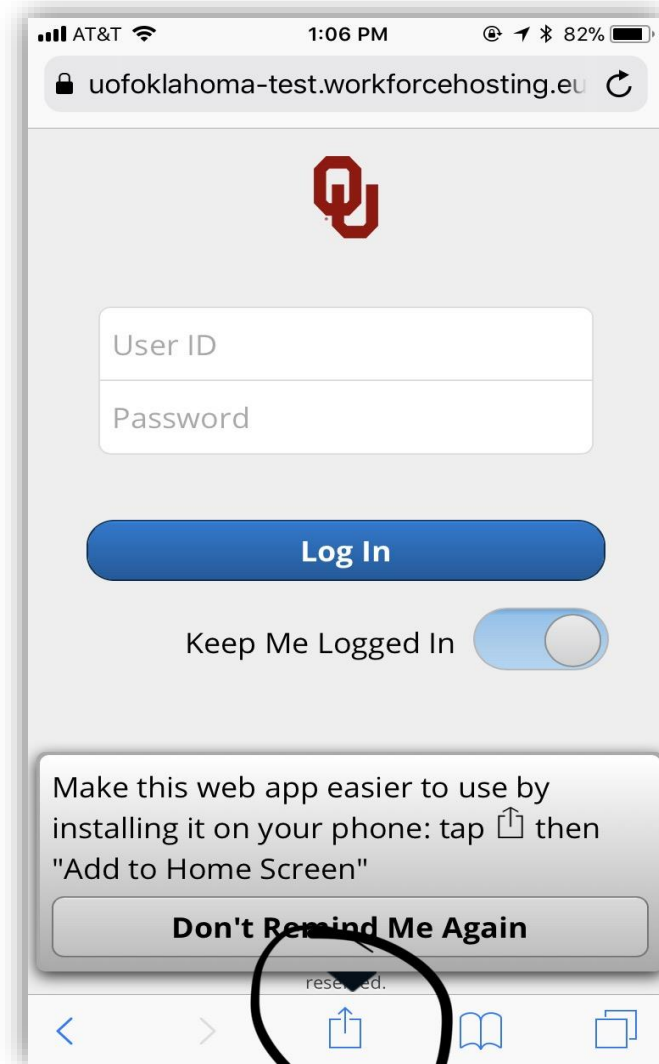 AT&T 1:06 PM 82%
uofoklahoma-test.workforcehosting.eu
OU
User ID
Password
Log In
Keep Me Logged In
Make this web app easier to use by
installing it on your phone: tap then
"Add to Home Screen"
Don't Remind Me Again
reserved.